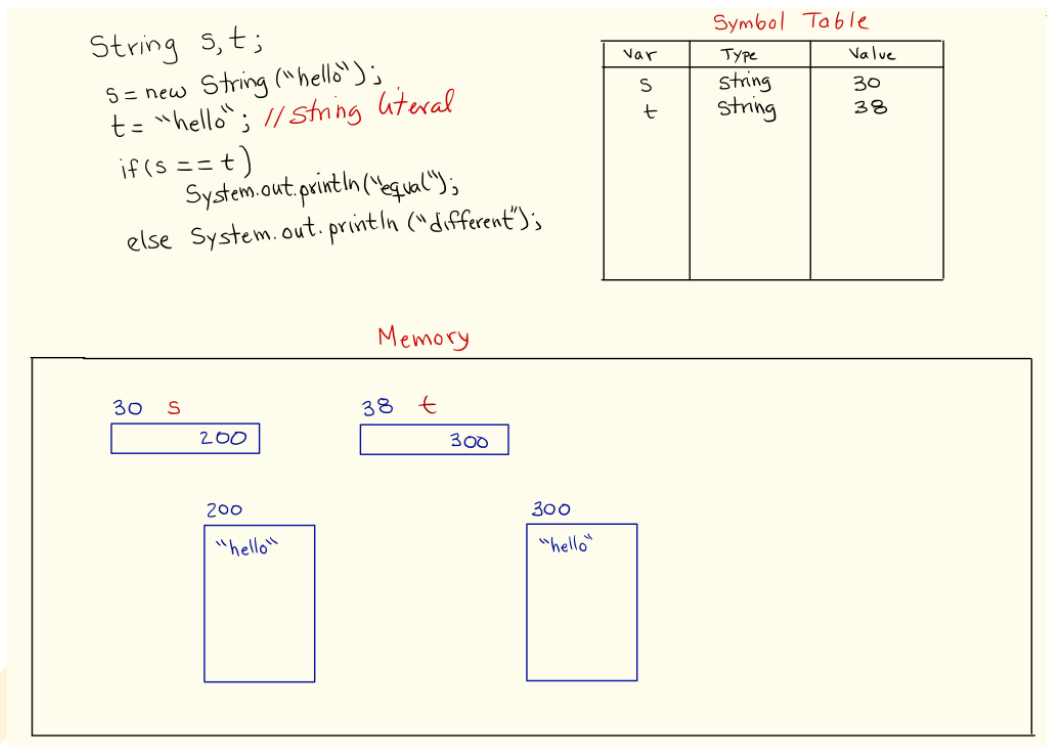 String s,t;
s = new String ("hello");
t = "hello"; // String literal
if (s == t)
System.out.println("equal");
else System.out.println ("different");
Symbol Table
Var Type Value
s String 30
t String 38
Memory
30 s
200
38 t
300
200
"hello"
300
"hello"